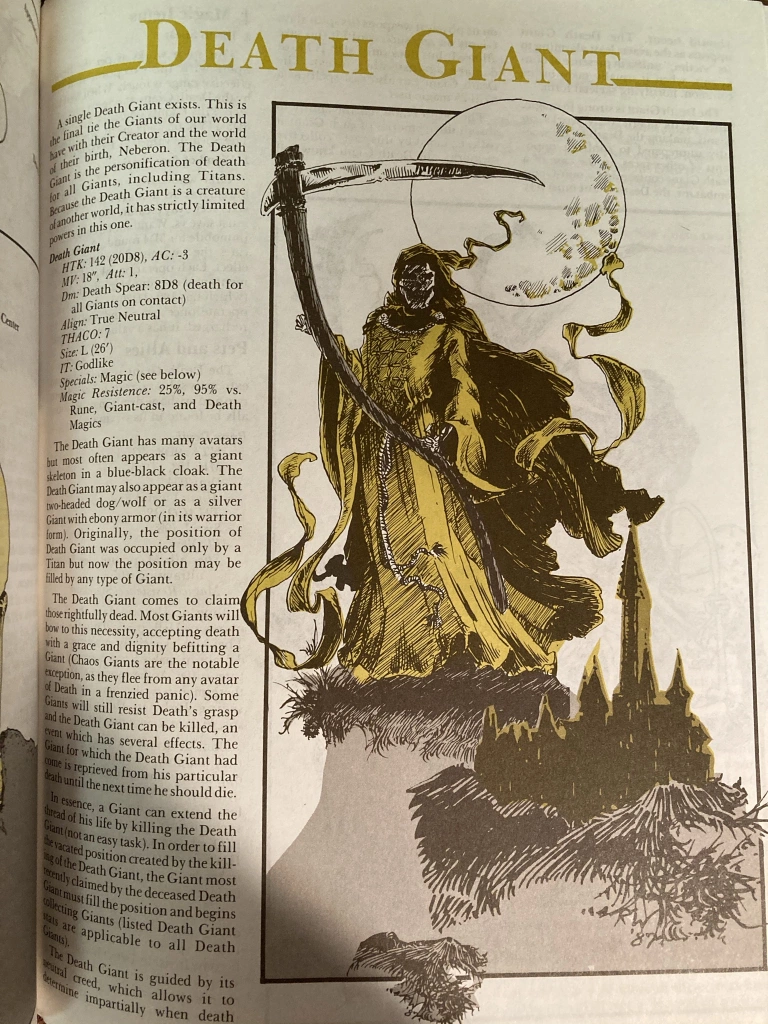 DEATH GIANT
A single Death Giant exists. This is
the final tie the Giants of our world
have with their Creator and the world
of their birth, Neberon. The Death
Giant is the personification of death
for all Giants, including Titans.
Because the Death Giant is a creature
of another world, it has strictly limited
powers in this one.
Death Giant
HTK: 142 (20D8), AC: -3
MV: 18", Att: 1,
Dm: Death Spear: 8D8 (death for
all Giants on contact)
Align: True Neutral
THACO: 7
Size: L (26')
IT: Godlike
Specials: Magic (see below)
Magic Resistence: 25%, 95% vs.
Rune, Giant-cast, and Death
Magics
The Death Giant has many avatars
but most often appears as a giant
skeleton in a blue-black cloak. The
Death Giant may also appear as a giant
two-headed dog/wolf or as a silver
Giant with ebony armor (in its warrior
form). Originally, the position of
Death Giant was occupied only by a
Titan but now the position may be
filled by any type of Giant.
The Death Giant comes to claim
those rightfully dead. Most Giants will
bow to this necessity, accepting death
with a grace and dignity befitting a
Giant (Chaos Giants are the notable
exception, as they flee from any avatar
of Death in a frenzied panic). Some
Giants will still resist Death's grasp
and the Death Giant can be killed, an
event which has several effects. The
Giant for which the Death Giant had
come is reprieved from his particular
death until the next time he should die.
In essence, a Giant can extend the
thread of his life by killing the Death
Giant (not an easy task). In order to fill
the vacated position created by the kill-
ing of the Death Giant, the Giant most
recently claimed by the deceased Death
Giant must fill the position and begins
collecting Giants (listed Death Giant
stats are applicable to all Death
Giants).
The Death Giant is guided by its
neutral creed, which allows it to
determine impartially when death
Center